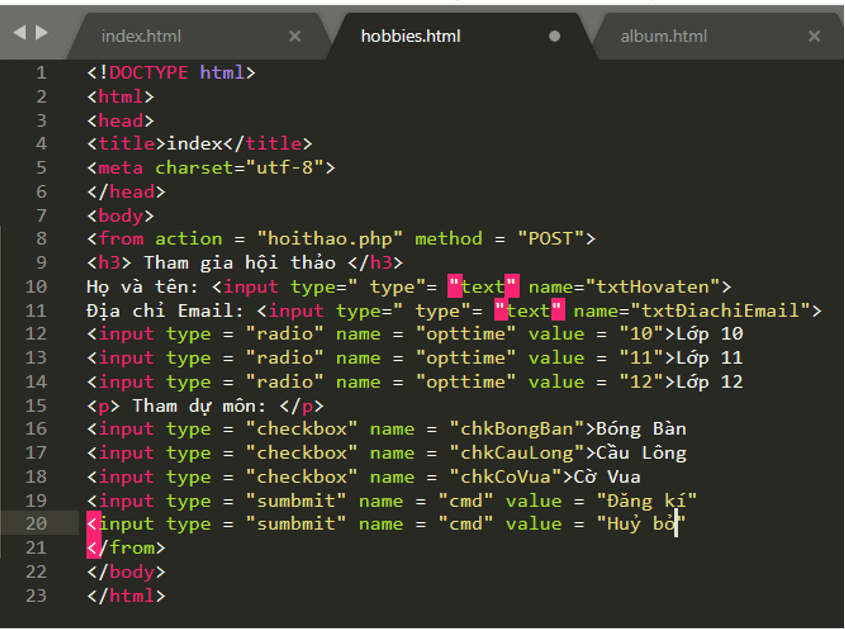 index.html hobbies.html album.html
1 <!DOCTYPE html>
2 <html>
3 <head>
4 <title>index</title>
5 <meta charset="utf-8">
6 </head>
7 <body>
8 <from action = "hoithao.php" method = "POST">
9 <h3> Tham gia hội thảo </h3>
10 Họ và tên: <input type=" type"= "text" name="txtHovaten">
11 Địa chỉ Email: <input type=" type"= "text" name="txtĐiachiEmail">
12 <input type = "radio" name = "opttime" value = "10">Lớp 10
13 <input type = "radio" name = "opttime" value = "11">Lớp 11
14 <input type = "radio" name = "opttime" value = "12">Lớp 12
15 <p> Tham dự môn: </p>
16 <input type = "checkbox" name = "chkBongBan">Bóng Bàn
17 <input type = "checkbox" name = "chkCauLong">Cầu Lông
18 <input type = "checkbox" name = "chkCoVua">Cờ Vua
19 <input type = "sumbmit" name = "cmd" value = "Đăng kí"
20 <input type = "sumbmit" name = "cmd" value = "Huỷ bỏ"
21 </from>
22 </body>
23 </html>